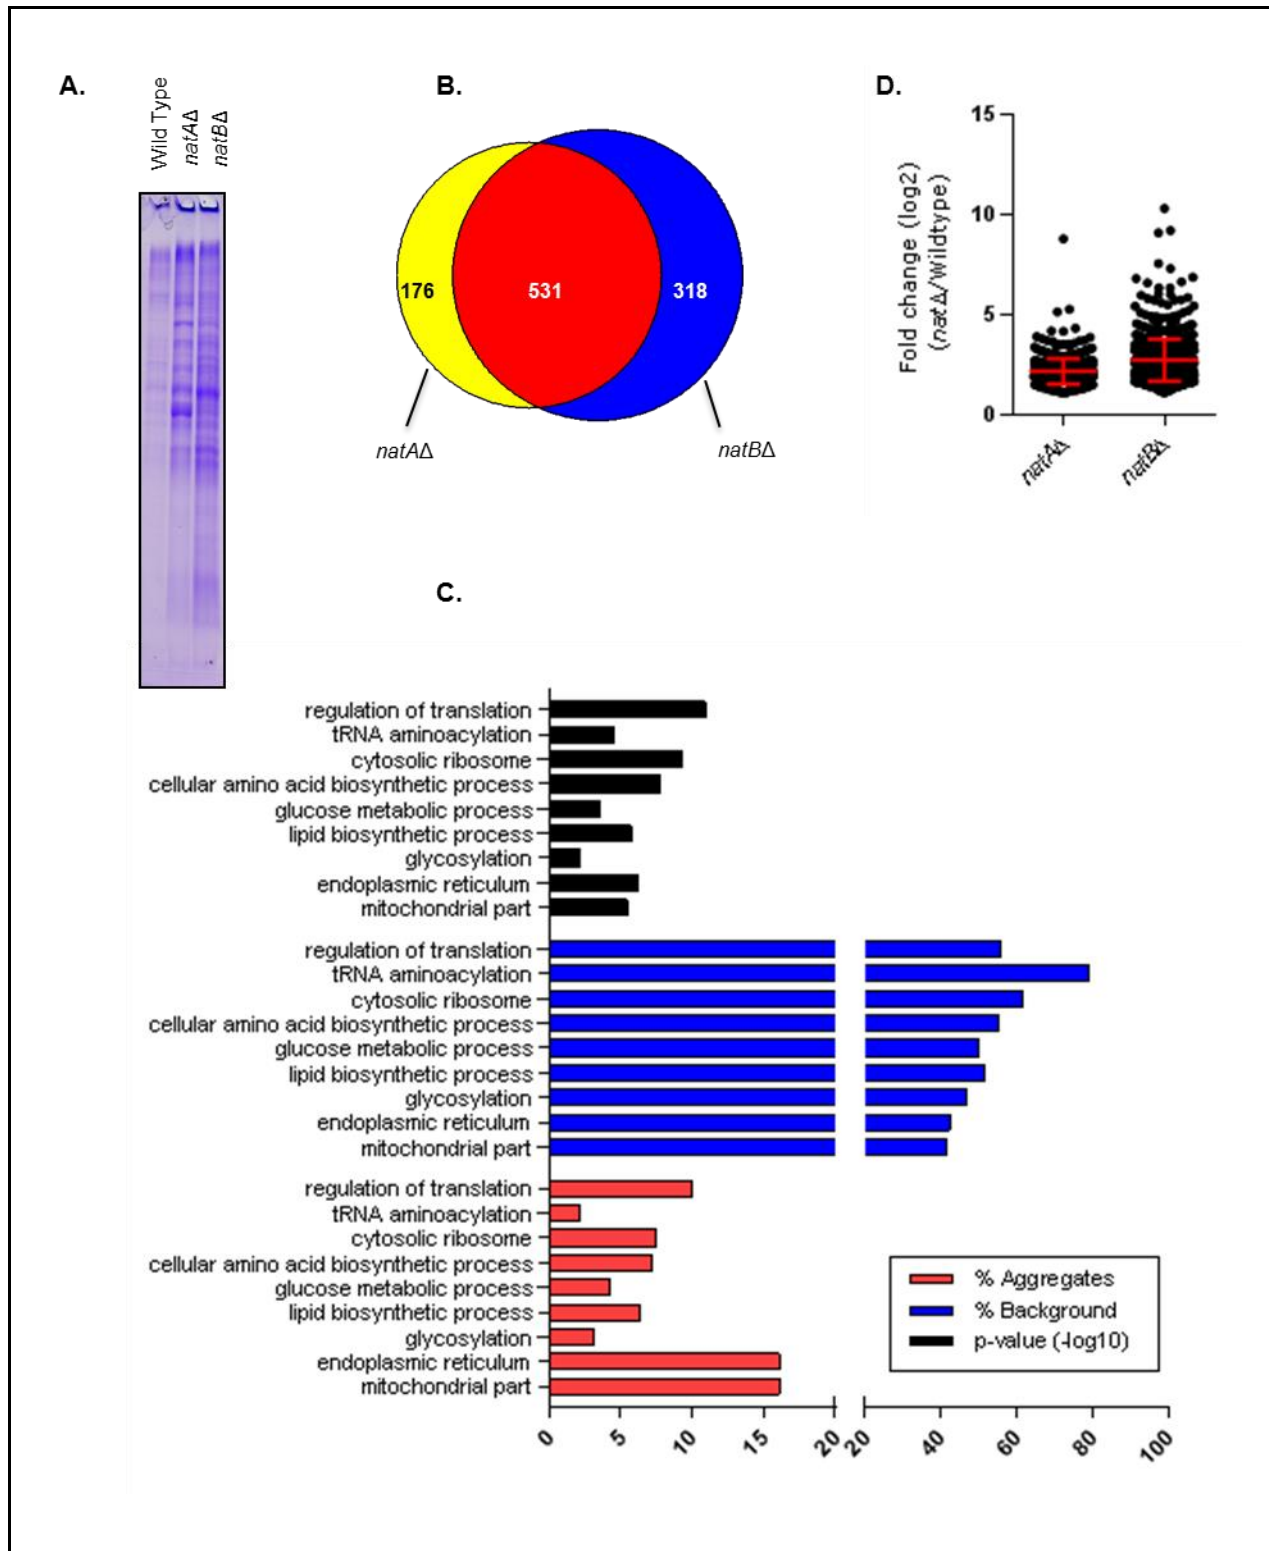 A.
Wild Type
natAΔ
natBΔ
B.
176
531
318
natAΔ
natBΔ
D.
15
10
5
0
Fold change (log2)
(natΔ/Wildtype)
natAΔ
natBΔ
C.
regulation of translation
tRNA aminoacylation
cytosolic ribosome
cellular amino acid biosynthetic process
glucose metabolic process
lipid biosynthetic process
glycosylation
endoplasmic reticulum
mitochondrial part
regulation of translation
tRNA aminoacylation
cytosolic ribosome
cellular amino acid biosynthetic process
glucose metabolic process
lipid biosynthetic process
glycosylation
endoplasmic reticulum
mitochondrial part
regulation of translation
tRNA aminoacylation
cytosolic ribosome
cellular amino acid biosynthetic process
glucose metabolic process
lipid biosynthetic process
glycosylation
endoplasmic reticulum
mitochondrial part
% Aggregates
% Background
p-value (-log10)
0 5 10 15 20 20 40 60 80 100